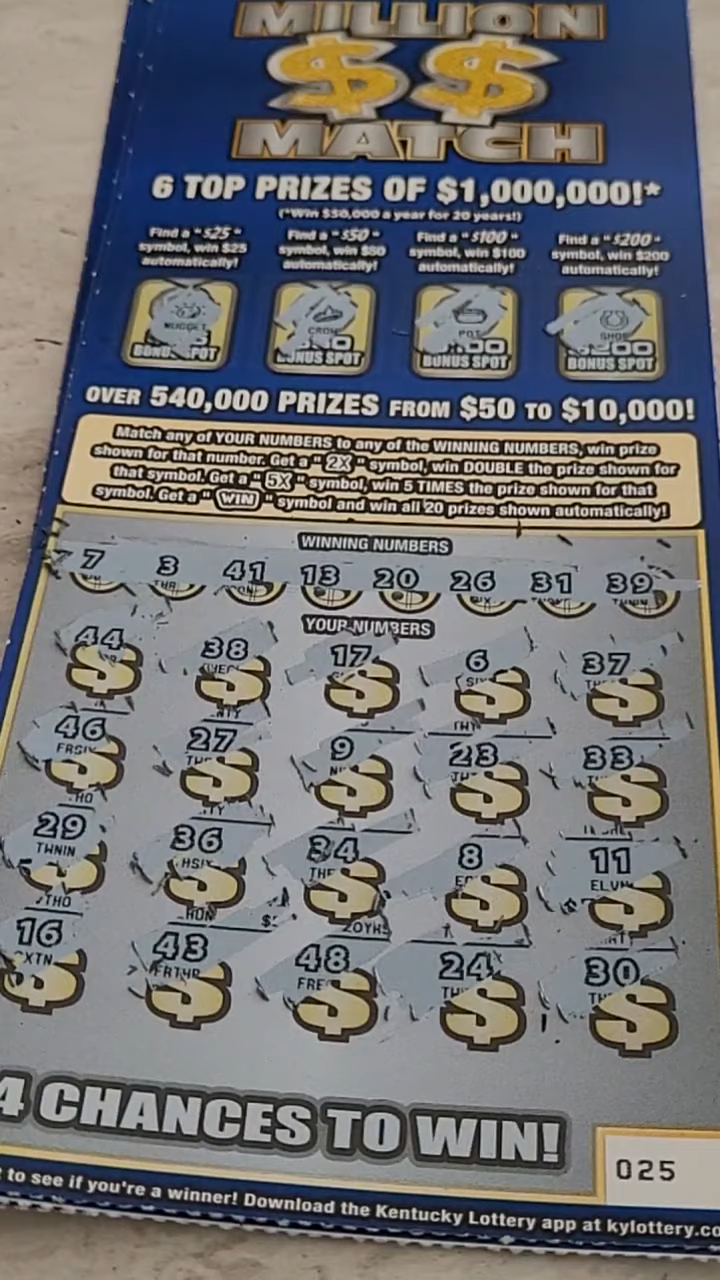 MILLION
$$
MATCH
6 TOP PRIZES OF $1,000,000!*
(*Win $50,000 a year for 20 years!)
Find a "$25" symbol, win $25 automatically!
Find a "$50" symbol, win $50 automatically!
Find a "$100" symbol, win $100 automatically!
Find a "$200" symbol, win $200 automatically!
NUGGET
POT
BONUS SPOT
BONUS SPOT
BONUS SPOT
BONUS SPOT
OVER 540,000 PRIZES FROM $50 TO $10,000!
Match any of YOUR NUMBERS to any of the WINNING NUMBERS, win prize
shown for that number. Get a "2X" symbol, win DOUBLE the prize shown for
that symbol. Get a "5X" symbol, win 5 TIMES the prize shown for that
symbol. Get a "WIN" symbol and win all 20 prizes shown automatically!
WINNING NUMBERS
7 3 41 13 20 26 31 39
YOUR NUMBERS
44 38 17 6 37
46 27 9 23 33
29 36 34 8 11
TWNIN
16 43 48 24 30
4 CHANCES TO WIN!
025
to see if you're a winner! Download the Kentucky Lottery app at kylottery.co